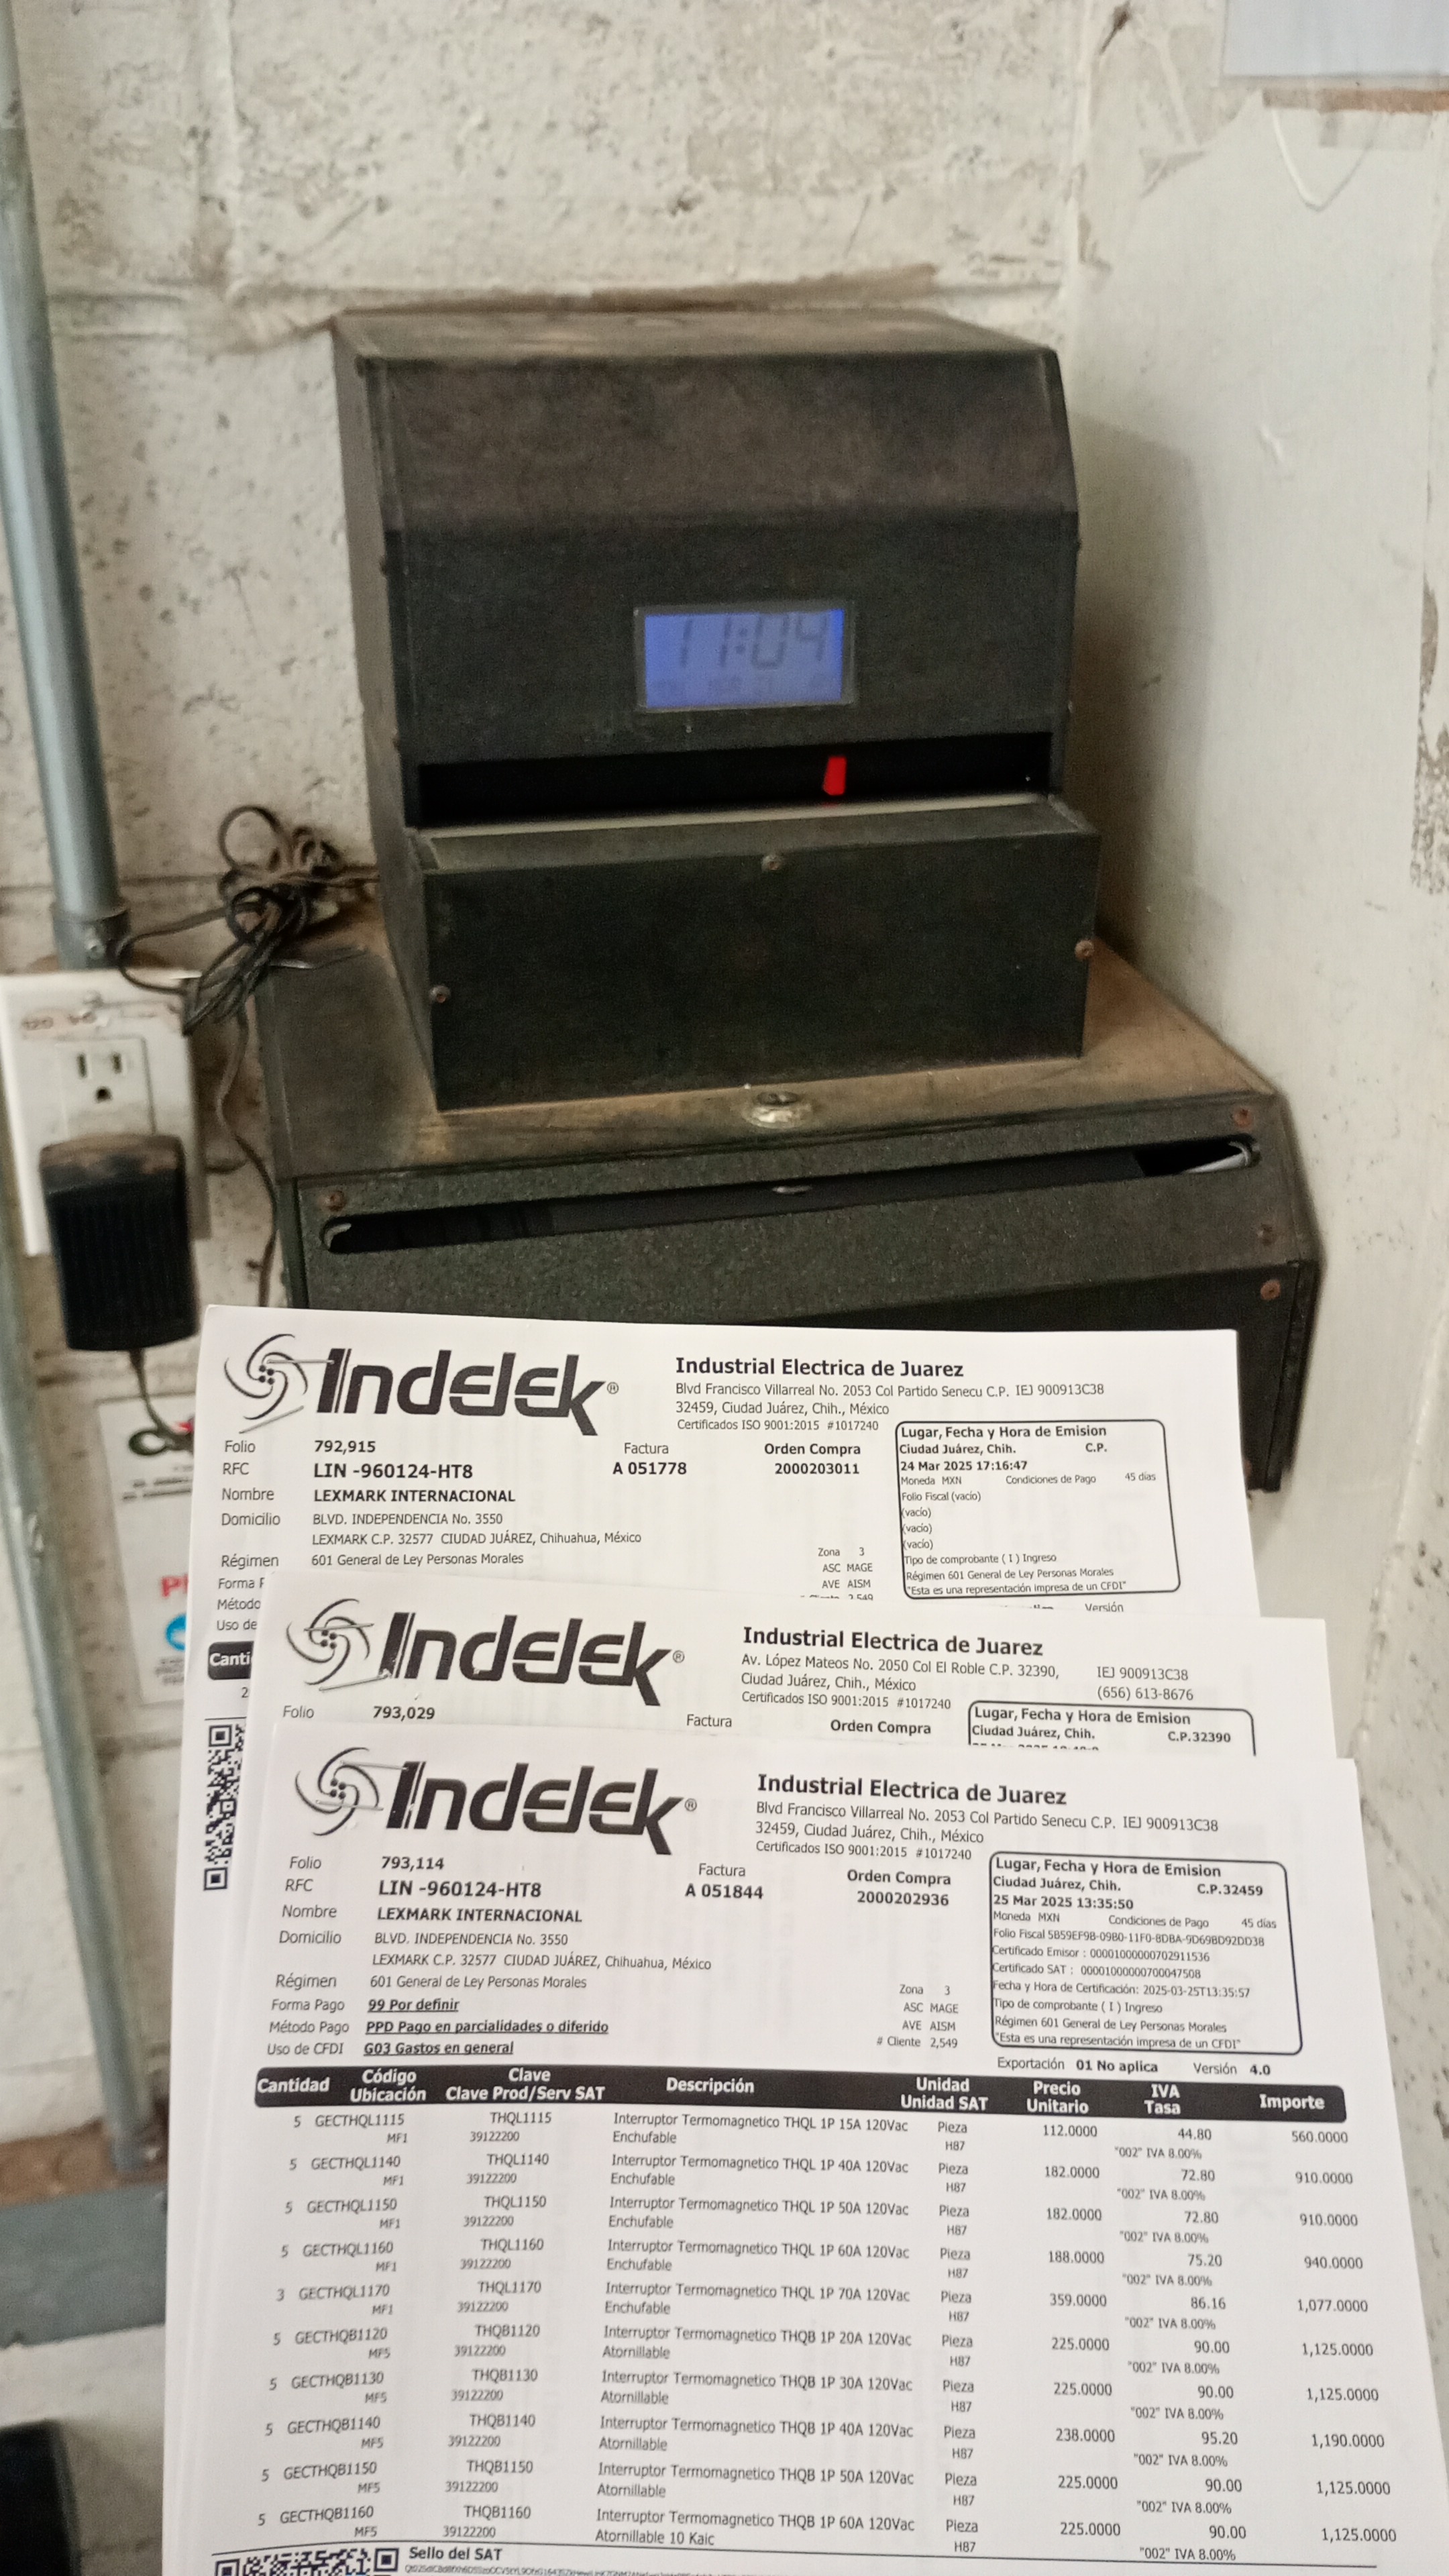 11:04
Indelek®
Industrial Electrica de Juarez
Blvd Francisco Villarreal No. 2053 Col Partido Senecu C.P. IEJ 900913C38
32459, Ciudad Juárez, Chih., México
Certificados ISO 9001:2015 #1017240
Folio 792,915 Factura Orden Compra
RFC LIN -960124-HT8 A 051778 2000203011
Nombre LEXMARK INTERNACIONAL
Domicilio BLVD. INDEPENDENCIA No. 3550
LEXMARK C.P. 32577 CIUDAD JUÁREZ, Chihuahua, México
Régimen 601 General de Ley Personas Morales
Forma P
Método
Uso de
Canti
2
Zona 3
ASC MAGE
AVE AISM
Lugar, Fecha y Hora de Emision
Ciudad Juárez, Chih. C.P.
24 Mar 2025 17:16:47
Moneda MXN Condiciones de Pago 45 dias
Folio Fiscal (vacío)
(vacío)
(vacío)
(vacío)
Tipo de comprobante ( I ) Ingreso
Régimen 601 General de Ley Personas Morales
"Esta es una representación impresa de un CFDI"
Versión
Indelek®
Industrial Electrica de Juarez
Av. López Mateos No. 2050 Col El Roble C.P. 32390, IEJ 900913C38
Ciudad Juárez, Chih., México (656) 613-8676
Certificados ISO 9001:2015 #1017240
Folio 793,029 Factura Orden Compra
Lugar, Fecha y Hora de Emision
Ciudad Juárez, Chih. C.P.32390
Indelek®
Industrial Electrica de Juarez
Blvd Francisco Villarreal No. 2053 Col Partido Senecu C.P. IEJ 900913C38
32459, Ciudad Juárez, Chih., México
Certificados ISO 9001:2015 #1017240
Folio 793,114 Factura Orden Compra
RFC LIN -960124-HT8 A 051844 2000202936
Nombre LEXMARK INTERNACIONAL
Domicilio BLVD. INDEPENDENCIA No. 3550
LEXMARK C.P. 32577 CIUDAD JUÁREZ, Chihuahua, México
Régimen 601 General de Ley Personas Morales
Forma Pago 99 Por definir
Método Pago PPD Pago en parcialidades o diferido
Uso de CFDI G03 Gastos en general
Zona 3
ASC MAGE
AVE AISM
# Cliente 2,549
Lugar, Fecha y Hora de Emision
Ciudad Juárez, Chih. C.P.32459
25 Mar 2025 13:35:50
Moneda MXN Condiciones de Pago 45 dias
Folio Fiscal 5B59EF9B-09B0-11F0-8DBA-9D69BD92DD38
Certificado Emisor : 00001000000702911536
Certificado SAT : 00001000000700047508
Fecha y Hora de Certificación: 2025-03-25T13:35:57
Tipo de comprobante ( I ) Ingreso
Régimen 601 General de Ley Personas Morales
"Esta es una representación impresa de un CFDI"
Exportación 01 No aplica Versión 4.0
Cantidad Código Clave Descripción Unidad Precio IVA Importe
Ubicación Clave Prod/Serv SAT Unidad SAT Unitario Tasa
5 GECTHQL1115 THQL1115 Interruptor Termomagnetico THQL 1P 15A 120Vac Pieza 112.0000 44.80 560.0000
MF1 39122200 Enchufable H87 "002" IVA 8.00%
5 GECTHQL1140 THQL1140 Interruptor Termomagnetico THQL 1P 40A 120Vac Pieza 182.0000 72.80 910.0000
MF1 39122200 Enchufable H87 "002" IVA 8.00%
5 GECTHQL1150 THQL1150 Interruptor Termomagnetico THQL 1P 50A 120Vac Pieza 182.0000 72.80 910.0000
MF1 39122200 Enchufable H87 "002" IVA 8.00%
5 GECTHQL1160 THQL1160 Interruptor Termomagnetico THQL 1P 60A 120Vac Pieza 188.0000 75.20 940.0000
MF1 39122200 Enchufable H87 "002" IVA 8.00%
3 GECTHQL1170 THQL1170 Interruptor Termomagnetico THQL 1P 70A 120Vac Pieza 359.0000 86.16 1,077.0000
MF1 39122200 Enchufable H87 "002" IVA 8.00%
5 GECTHQB1120 THQB1120 Interruptor Termomagnetico THQB 1P 20A 120Vac Pieza 225.0000 90.00 1,125.0000
MF5 39122200 Atornillable H87 "002" IVA 8.00%
5 GECTHQB1130 THQB1130 Interruptor Termomagnetico THQB 1P 30A 120Vac Pieza 225.0000 90.00 1,125.0000
MF5 39122200 Atornillable H87 "002" IVA 8.00%
5 GECTHQB1140 THQB1140 Interruptor Termomagnetico THQB 1P 40A 120Vac Pieza 238.0000 95.20 1,190.0000
MF5 39122200 Atornillable H87 "002" IVA 8.00%
5 GECTHQB1150 THQB1150 Interruptor Termomagnetico THQB 1P 50A 120Vac Pieza 225.0000 90.00 1,125.0000
MF5 39122200 Atornillable H87 "002" IVA 8.00%
5 GECTHQB1160 THQB1160 Interruptor Termomagnetico THQB 1P 60A 120Vac Pieza 225.0000 90.00 1,125.0000
MF5 39122200 Atornillable 10 Kaic H87 "002" IVA 8.00%
Sello del SAT